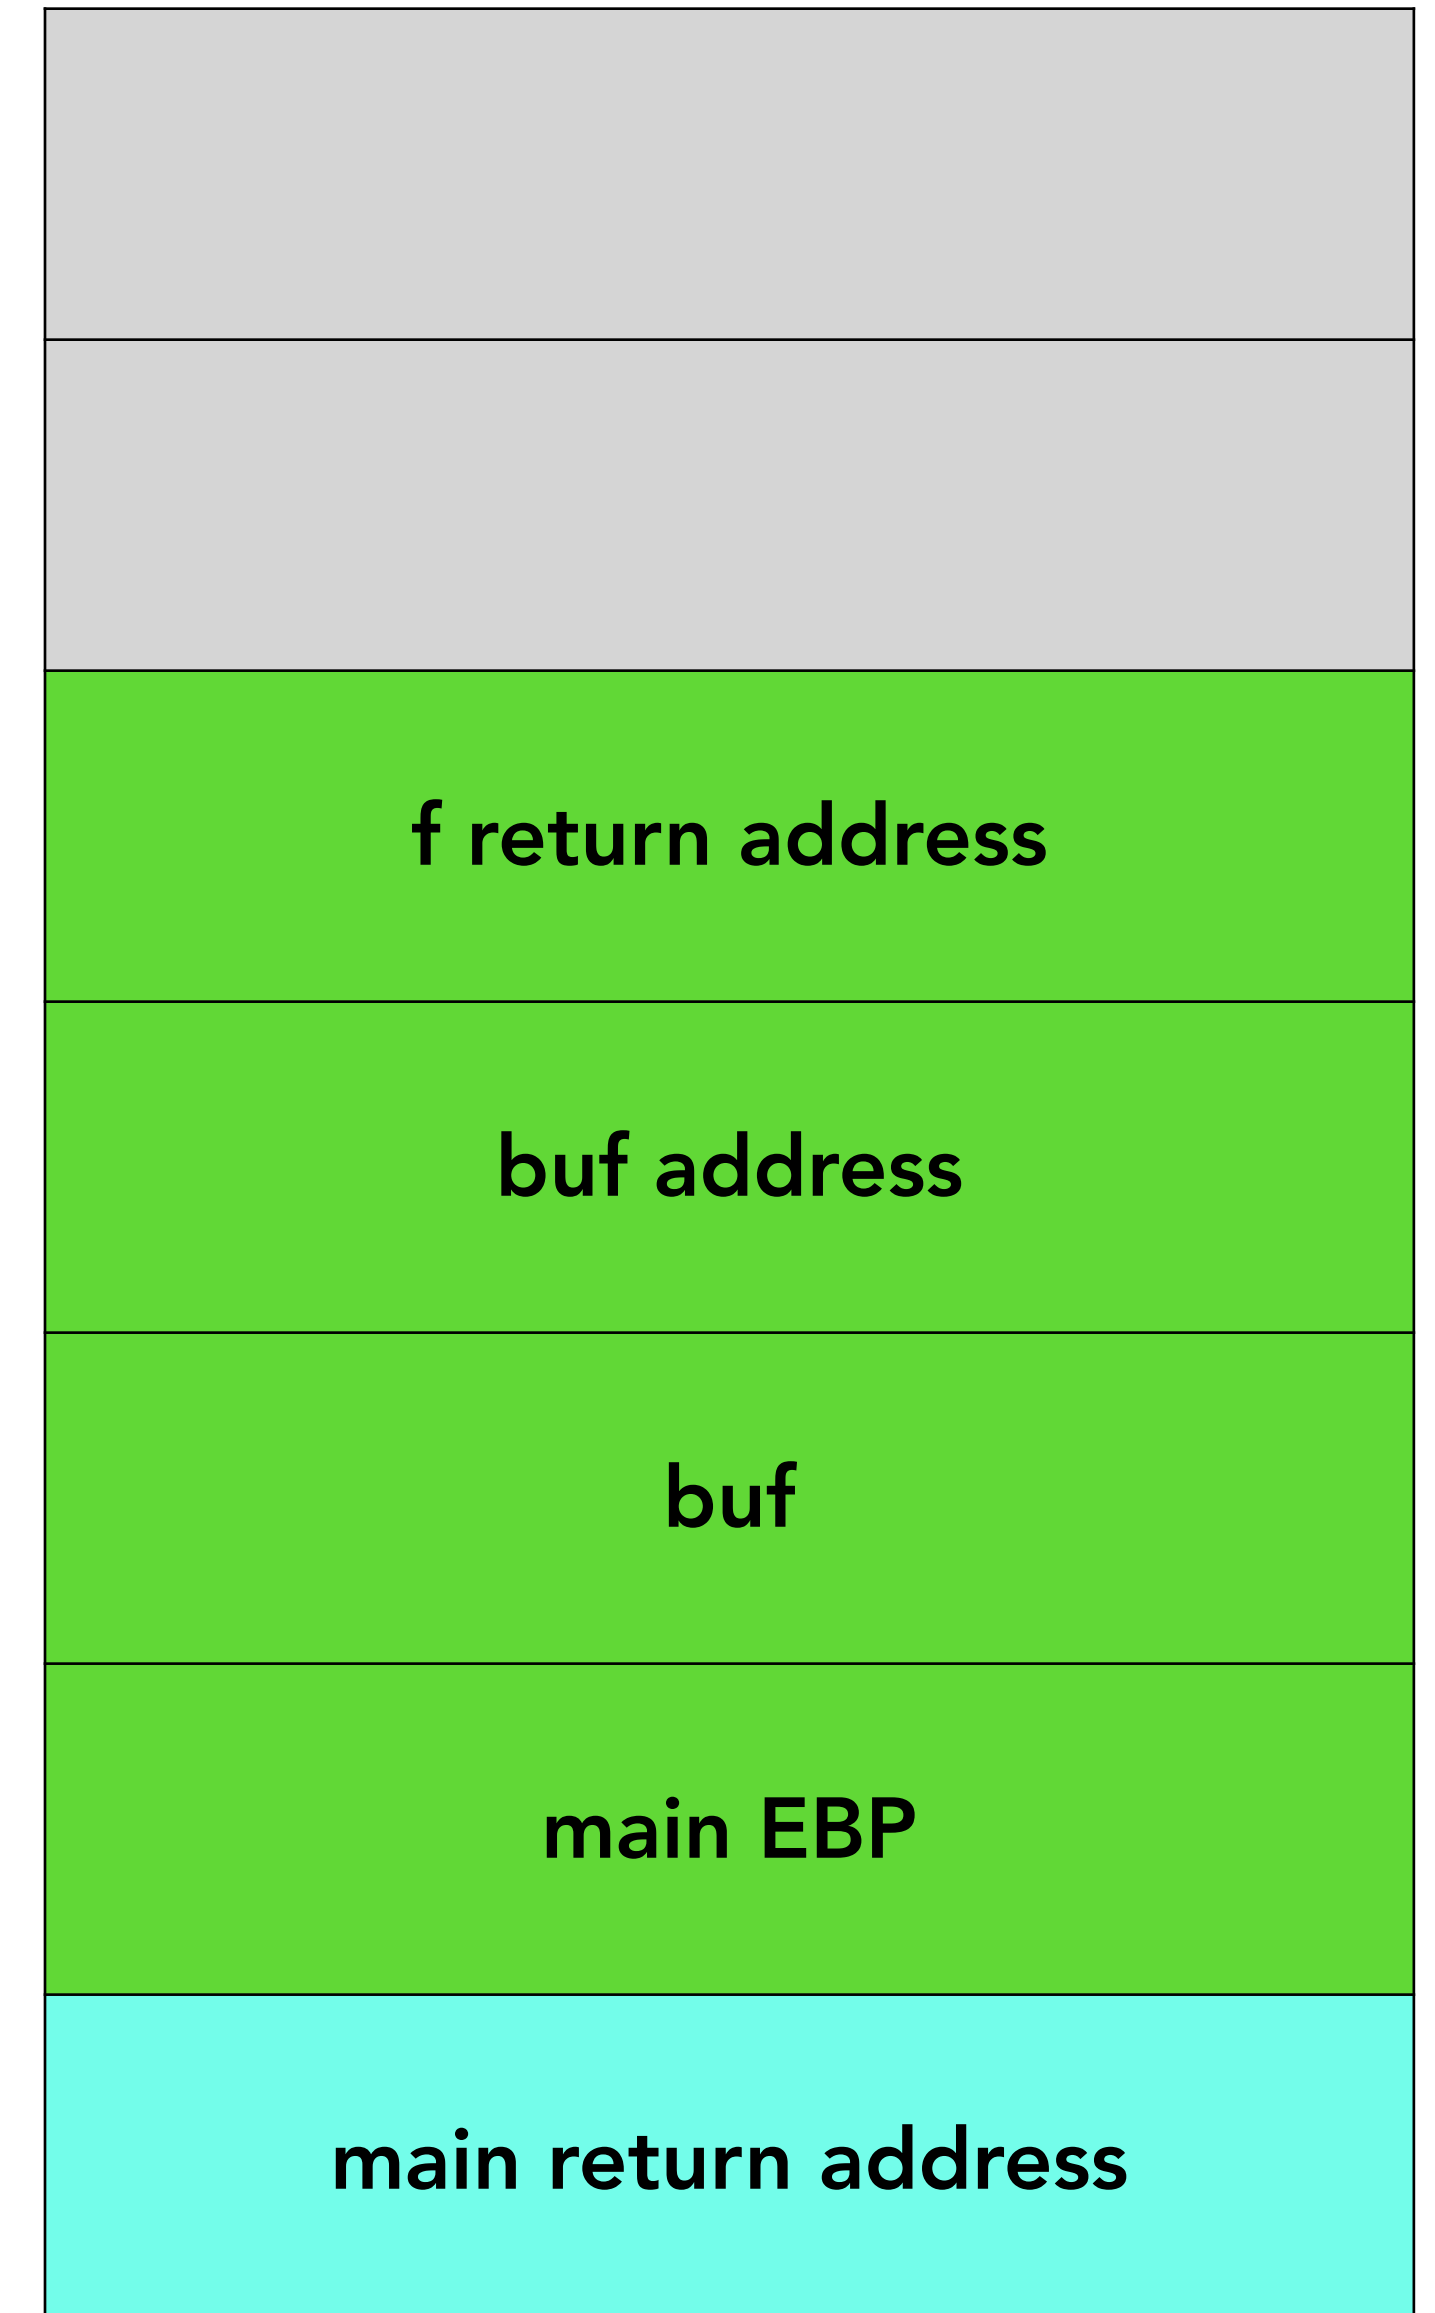 f return address
buf address
buf
main EBP
main return address